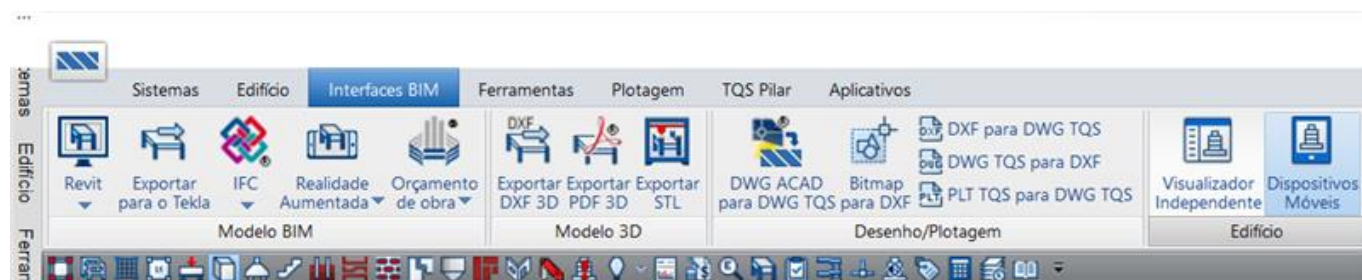 ...
Sistemas Edifício Interfaces BIM Ferramentas Plotagem TQS Pilar Aplicativos
Revit
Exportar
para o Tekla
IFC
Realidade
Aumentada
Orçamento
de obra
Modelo BIM
DXF
Exportar
DXF 3D
Exportar
PDF 3D
Exportar
STL
Modelo 3D
DWG ACAD
para DWG TQS
Bitmap
para DXF
DXF
DXF para DWG TQS
DWG
DWG TQS para DXF
PLT
PLT TQS para DWG TQS
Desenho/Plotagem
Visualizador
Independente
Dispositivos
Móveis
Edifício
Edifício